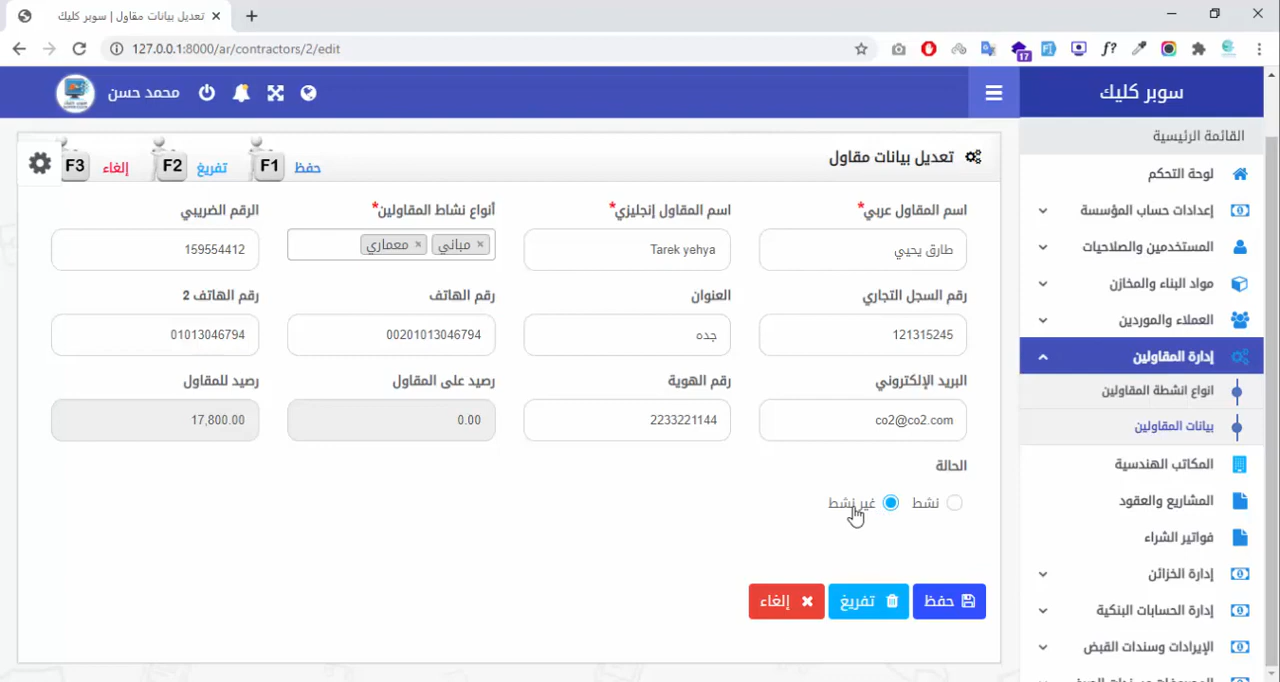 تعديل بيانات مقاول | سوبر كليك
127.0.0.1:8000/ar/contractors/2/edit
f?
17
سوبر كليك
محمد حسن
القائمة الرئيسية
لوحة التحكم
إعدادات حساب المؤسسة
المستخدمين والصلاحيات
مواد البناء والمخازن
العملاء والموردين
إدارة المقاولين
انواع انشطة المقاولين
بيانات المقاولين
المكاتب الهندسية
المشاريع والعقود
فواتير الشراء
إدارة الخزائن
إدارة الحسابات البنكية
الإيرادات وسندات القبض
تعديل بيانات مقاول
حفظ F1 تفريغ F2 إلغاء F3
اسم المقاول عربي* اسم المقاول إنجليزي* أنواع نشاط المقاولين* الرقم الضريبي
طارق يحيي Tarek yehya × مباني × معماري 159554412
رقم السجل التجاري العنوان رقم الهاتف رقم الهاتف 2
121315245 جده 00201013046794 01013046794
البريد الإلكتروني رقم الهوية رصيد على المقاول رصيد للمقاول
co2@co2.com 2233221144 0.00 17,800.00
الحالة
نشط غير نشط
حفظ تفريغ إلغاء